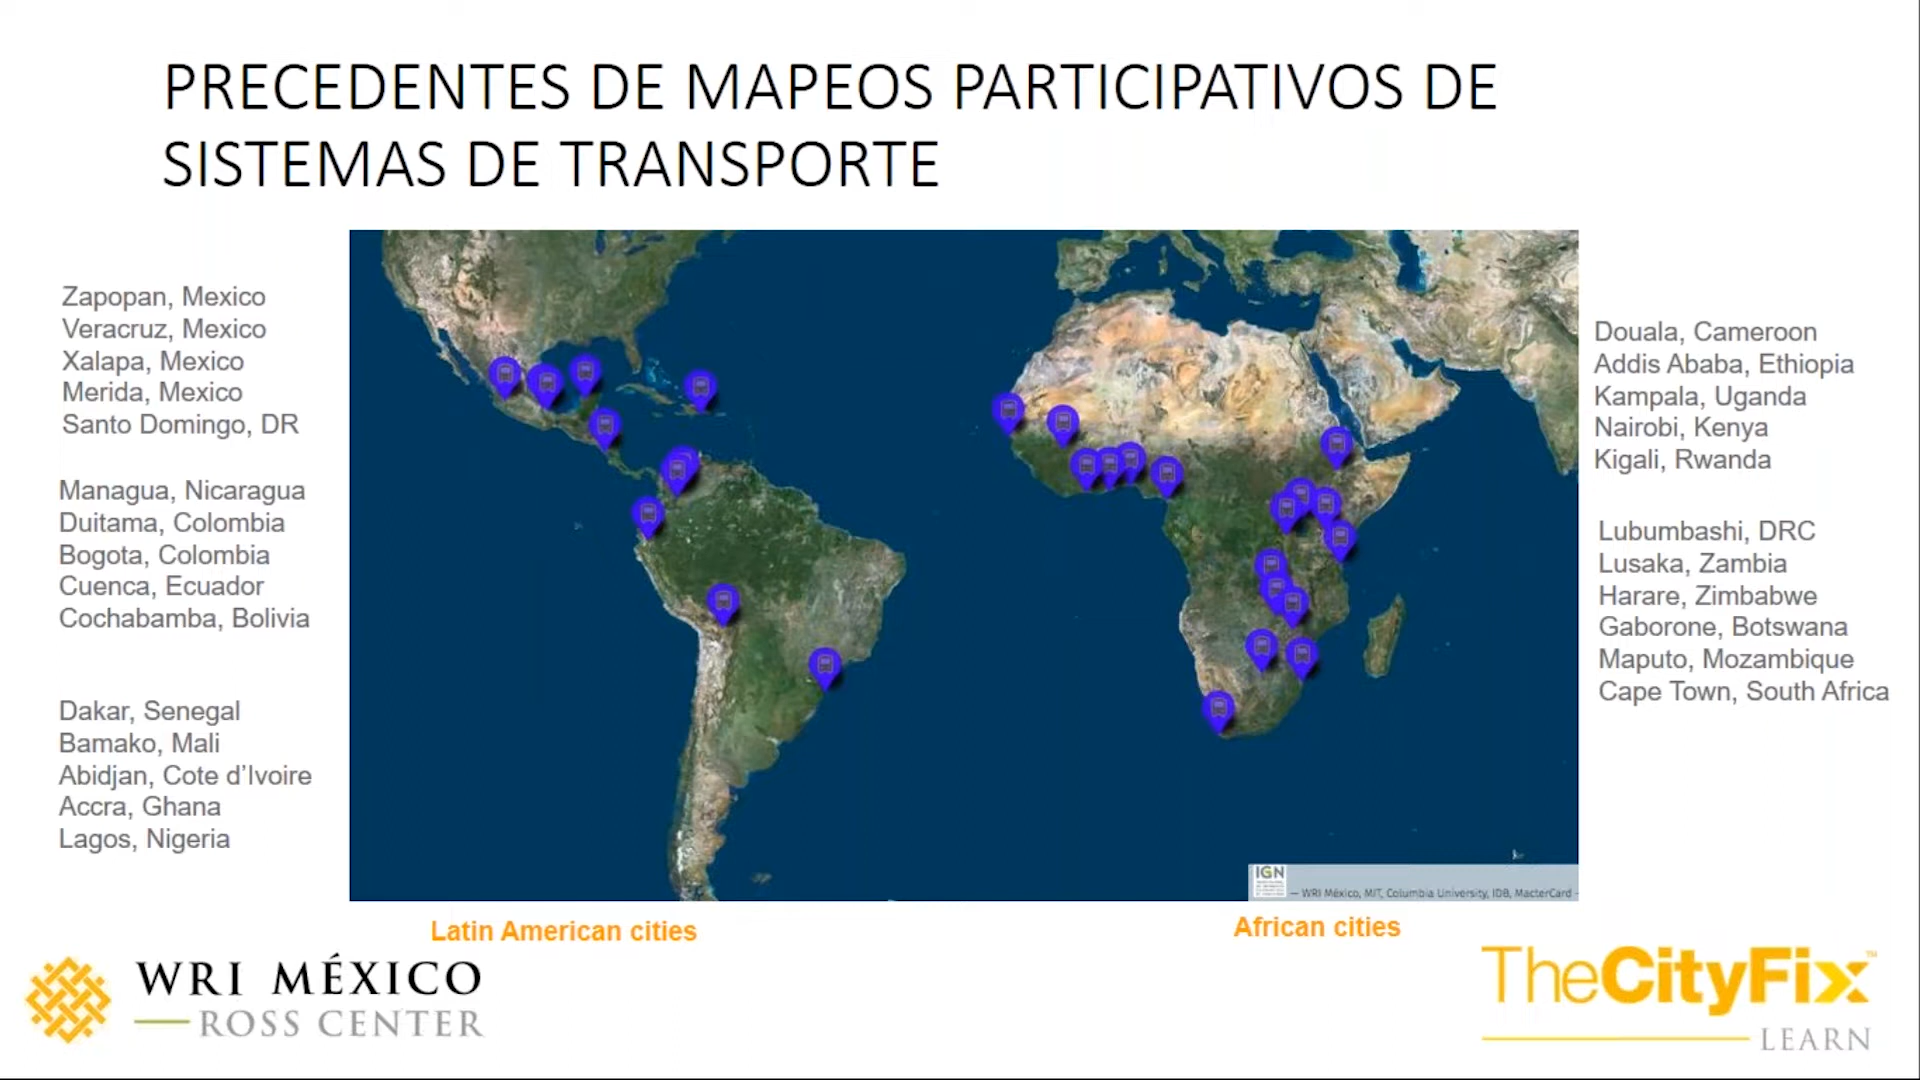 PRECEDENTES DE MAPEOS PARTICIPATIVOS DE
SISTEMAS DE TRANSPORTE
Zapopan, Mexico
Veracruz, Mexico
Xalapa, Mexico
Merida, Mexico
Santo Domingo, DR
Managua, Nicaragua
Duitama, Colombia
Bogota, Colombia
Cuenca, Ecuador
Cochabamba, Bolivia
Dakar, Senegal
Bamako, Mali
Abidjan, Cote d’Ivoire
Accra, Ghana
Lagos, Nigeria
Douala, Cameroon
Addis Ababa, Ethiopia
Kampala, Uganda
Nairobi, Kenya
Kigali, Rwanda
Lubumbashi, DRC
Lusaka, Zambia
Harare, Zimbabwe
Gaborone, Botswana
Maputo, Mozambique
Cape Town, South Africa
IGN
— WRI México, MIT, Columbia University, IDB, MasterCard -
Latin American cities
African cities
WRI MÉXICO
ROSS CENTER
TheCityFix™
LEARN